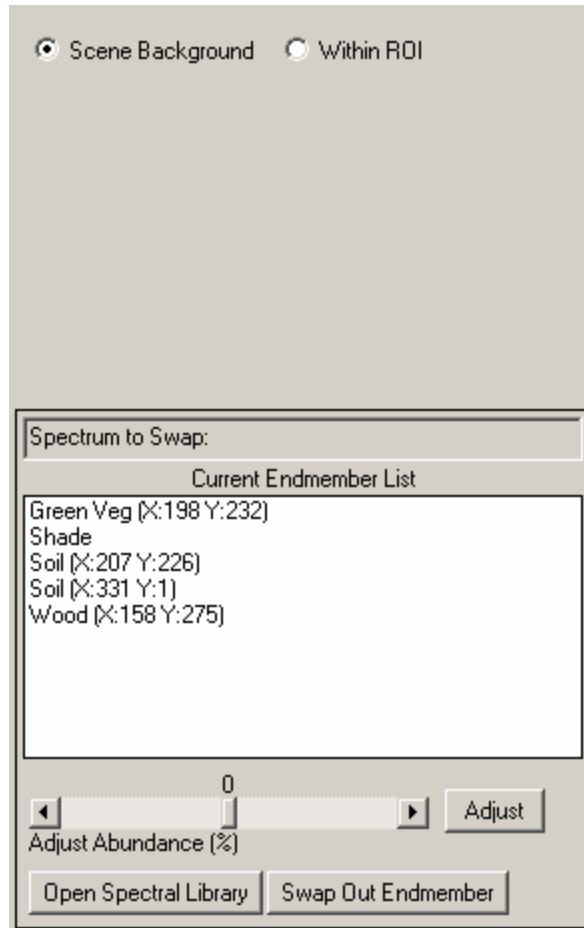 Scene Background Within ROI
Spectrum to Swap:
Current Endmember List
Green Veg (X:198 Y:232)
Shade
Soil (X:207 Y:226)
Soil (X:331 Y:1)
Wood (X:158 Y:275)
0
Adjust
Adjust Abundance (%)
Open Spectral Library Swap Out Endmember